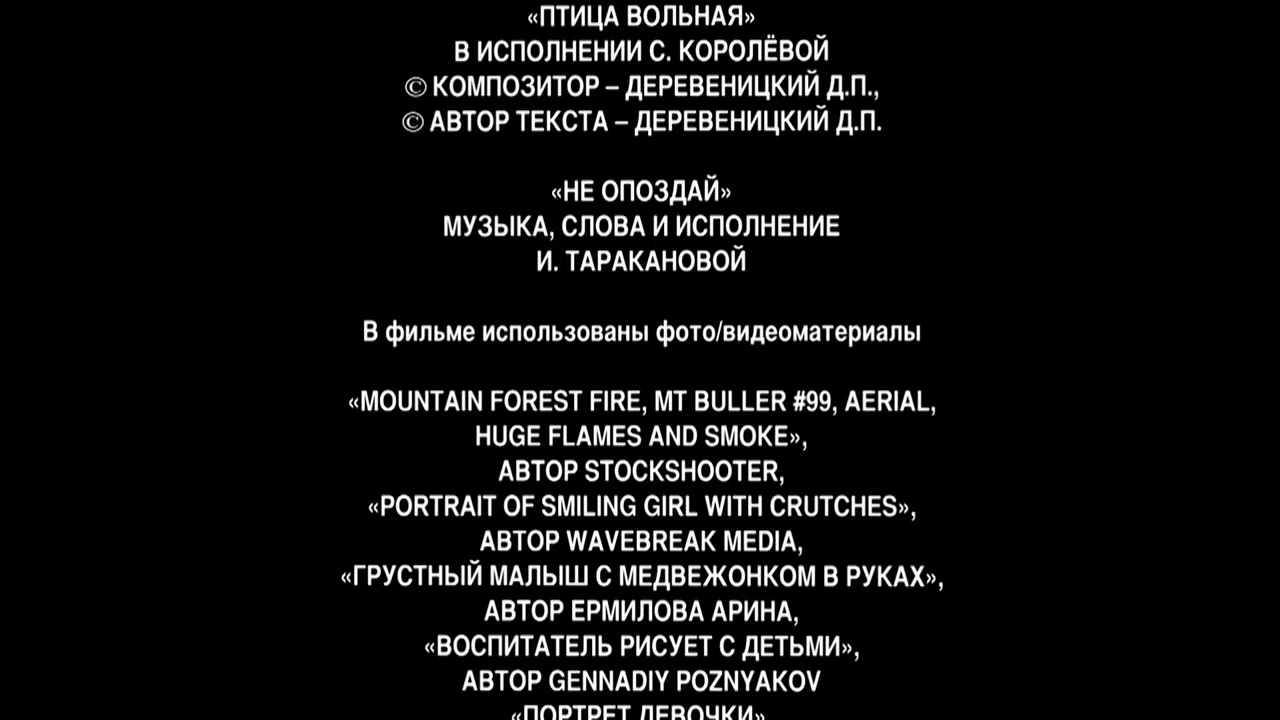 «ПТИЦА ВОЛЬНАЯ»
В ИСПОЛНЕНИИ С. КОРОЛЁВОЙ
© КОМПОЗИТОР – ДЕРЕВЕНИЦКИЙ Д.П.,
© АВТОР ТЕКСТА – ДЕРЕВЕНИЦКИЙ Д.П.
«НЕ ОПОЗДАЙ»
МУЗЫКА, СЛОВА И ИСПОЛНЕНИЕ
И. ТАРАКАНОВОЙ
В фильме использованы фото/видеоматериалы
«MOUNTAIN FOREST FIRE, MT BULLER #99, AERIAL,
HUGE FLAMES AND SMOKE»,
АВТОР STOCKSHOOTER,
«PORTRAIT OF SMILING GIRL WITH CRUTCHES»,
АВТОР WAVEBREAK MEDIA,
«ГРУСТНЫЙ МАЛЫШ С МЕДВЕЖОНКОМ В РУКАХ»,
АВТОР ЕРМИЛОВА АРИНА,
«ВОСПИТАТЕЛЬ РИСУЕТ С ДЕТЬМИ»,
АВТОР GENNADIY POZNYAKOV
«ПОРТРЕТ ДЕВОЧКИ»